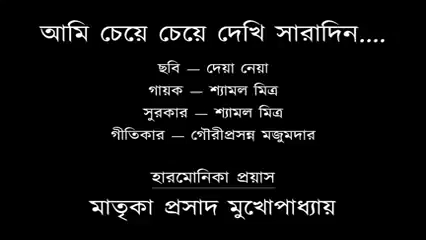 আমি চেয়ে চেয়ে দেখি সারাদিন....
ছবি — দেয়া নেয়া
গায়ক — শ্যামল মিত্র
সুরকার — শ্যামল মিত্র
গীতিকার — গৌরীপ্রসন্ন মজুমদার
হারমোনিকা প্রয়াস
মাতৃকা প্রসাদ মুখোপাধ্যায়